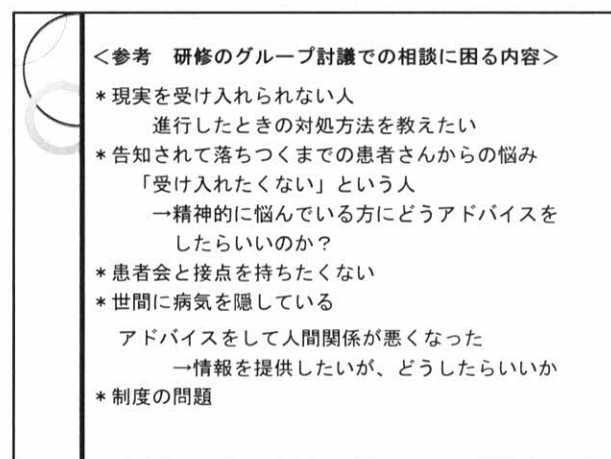 ＜参考　研修のグループ討議での相談に困る内容＞
＊現実を受け入れられない人
進行したときの対処方法を教えたい
＊告知されて落ちつくまでの患者さんからの悩み
「受け入れたくない」という人
→精神的に悩んでいる方にどうアドバイスを
したらいいのか？
＊患者会と接点を持ちたくない
＊世間に病気を隠している
アドバイスをして人間関係が悪くなった
→情報を提供したいが、どうしたらいいか
＊制度の問題